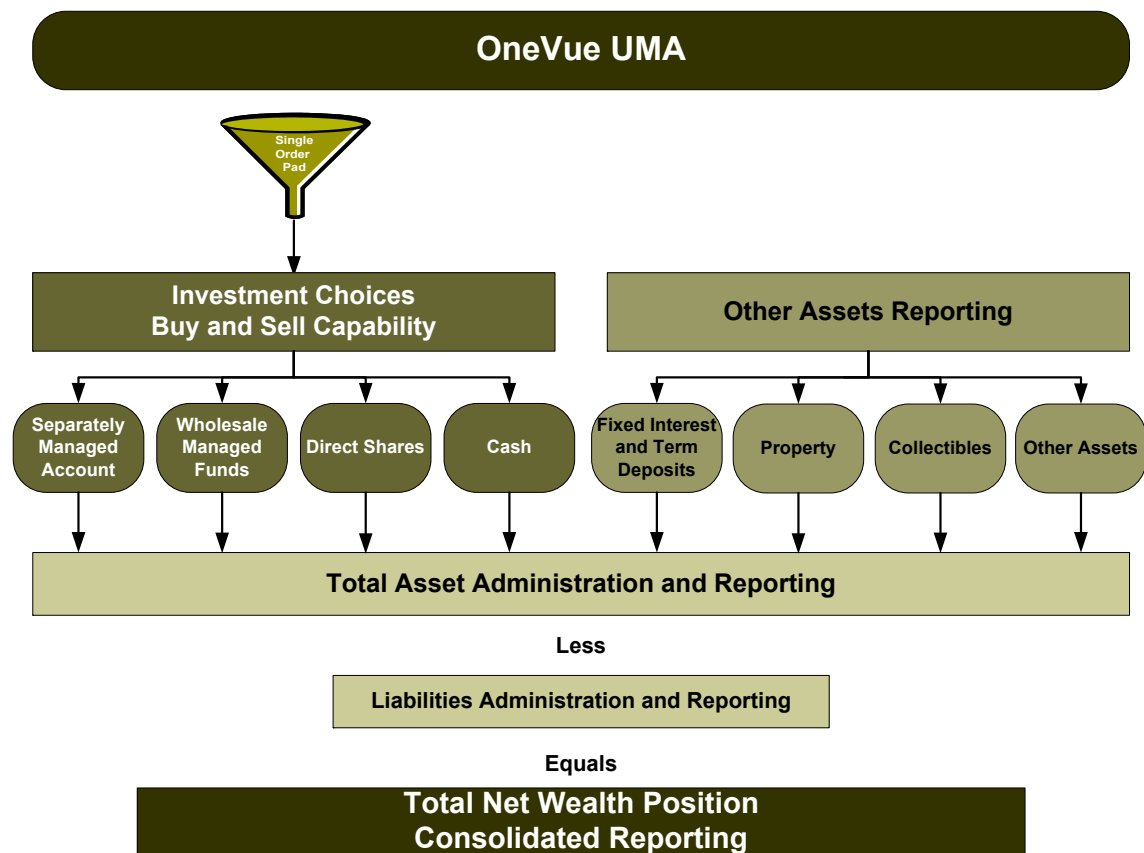 OneVue UMA
Single
Order
Pad
Investment Choices
Buy and Sell Capability
Other Assets Reporting
Separately
Managed
Account
Wholesale
Managed
Funds
Direct Shares
Cash
Fixed Interest
and Term
Deposits
Property
Collectibles
Other Assets
Total Asset Administration and Reporting
Less
Liabilities Administration and Reporting
Equals
Total Net Wealth Position
Consolidated Reporting